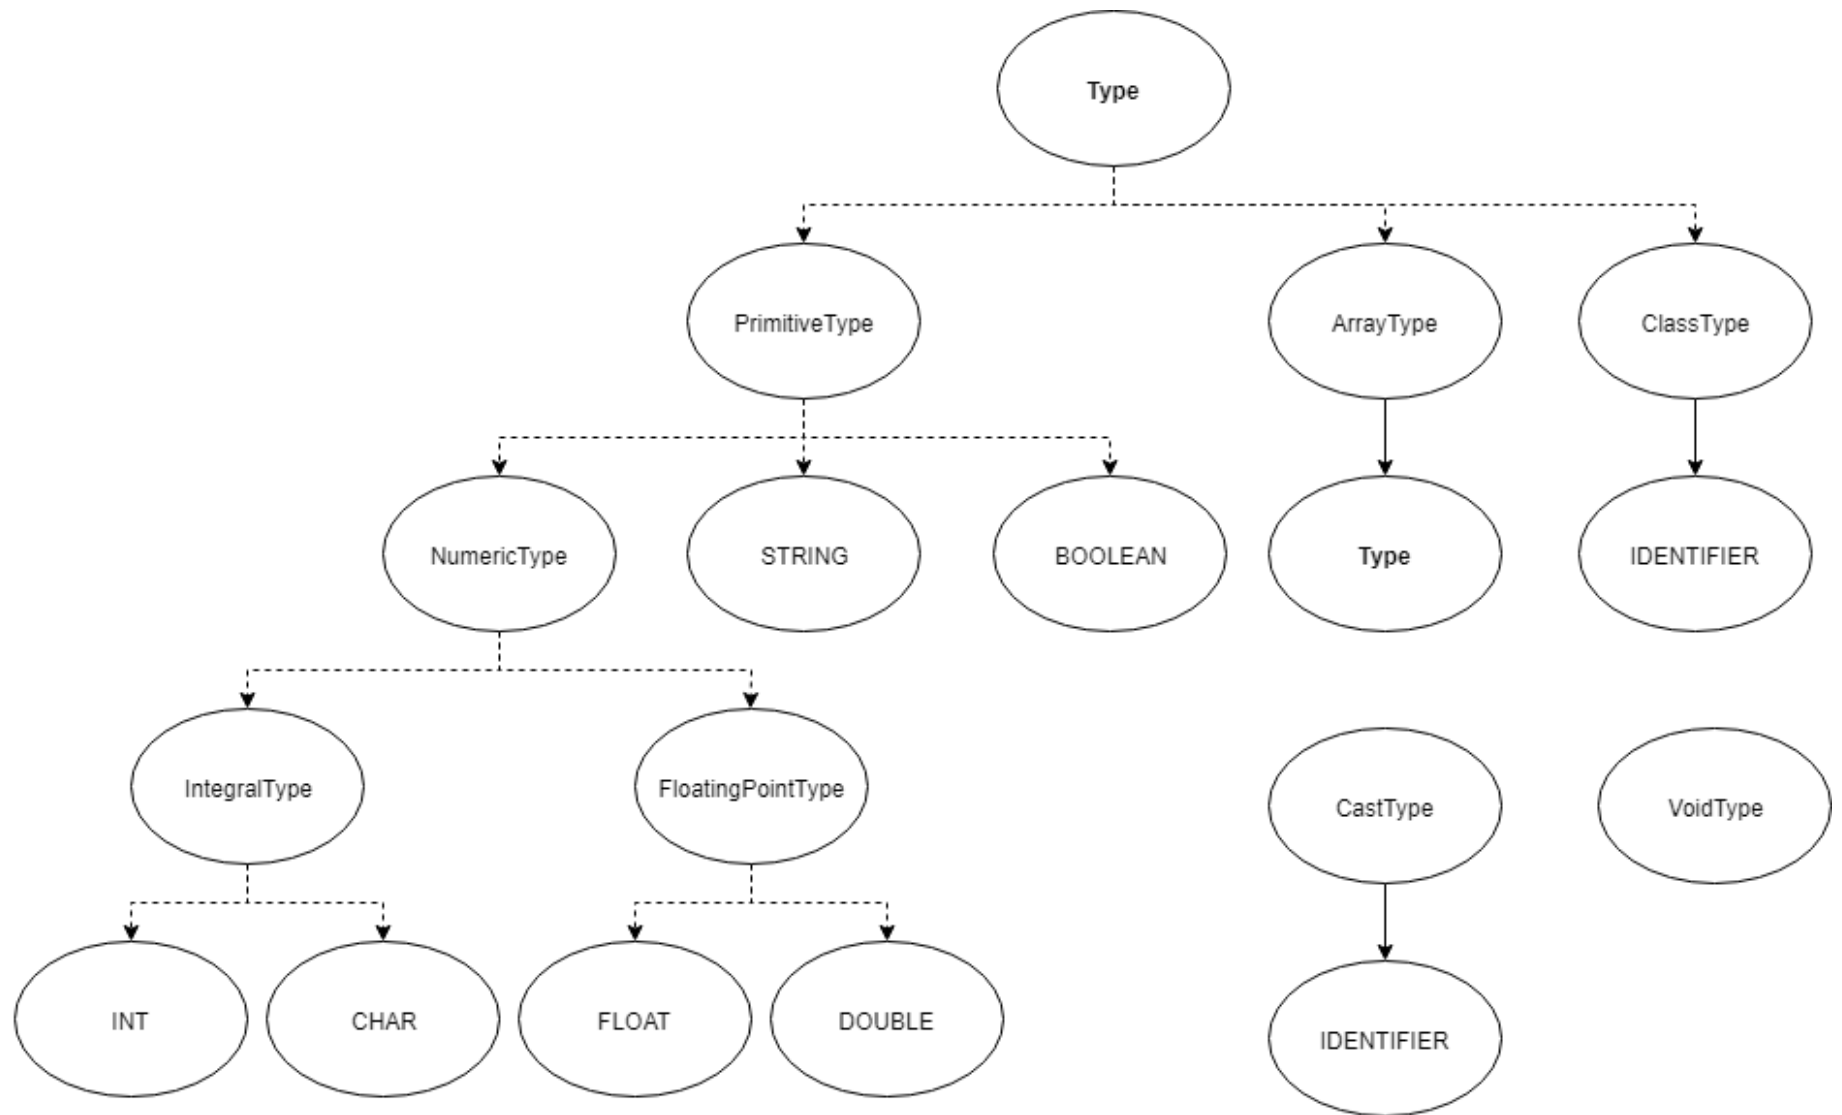 Type
PrimitiveType
ArrayType
ClassType
NumericType
STRING
BOOLEAN
Type
IDENTIFIER
IntegralType
FloatingPointType
CastType
VoidType
INT
CHAR
FLOAT
DOUBLE
IDENTIFIER